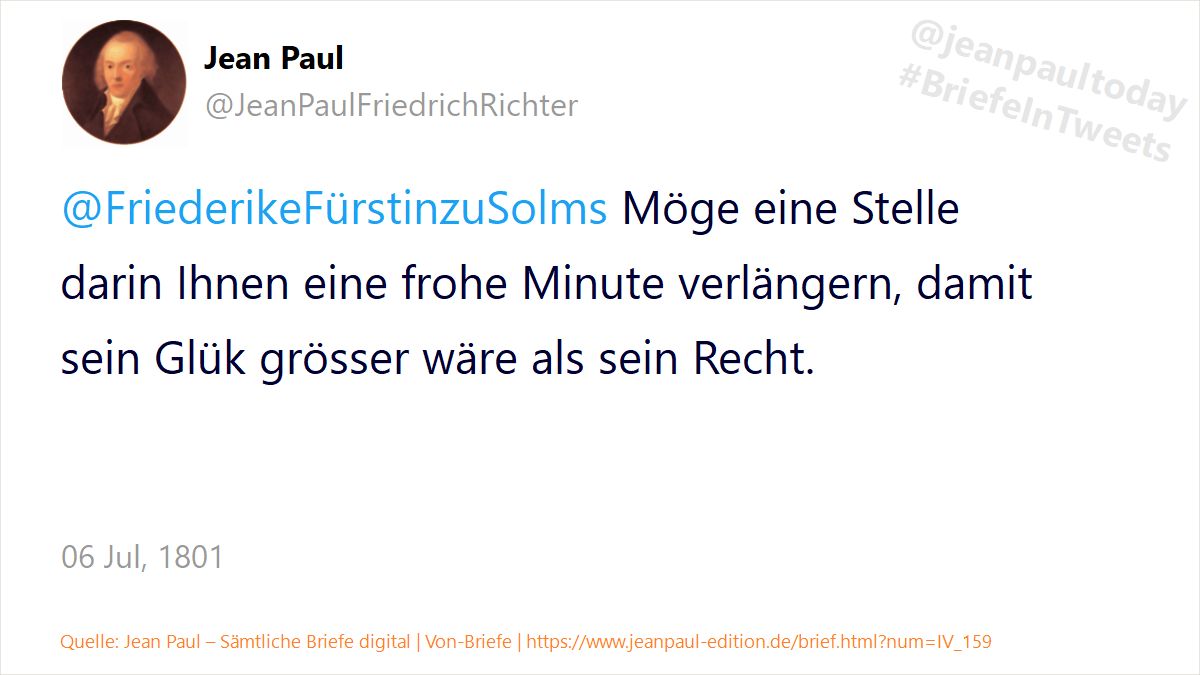 Jean Paul
@JeanPaulFriedrichRichter
@jeanpaultoday
#BriefeInTweets
@FriederikeFürstinzuSolms Möge eine Stelle
darin Ihnen eine frohe Minute verlängern, damit
sein Glük grösser wäre als sein Recht.
06 Jul, 1801
Quelle: Jean Paul – Sämtliche Briefe digital | Von-Briefe | https://www.jeanpaul-edition.de/brief.html?num=IV_159